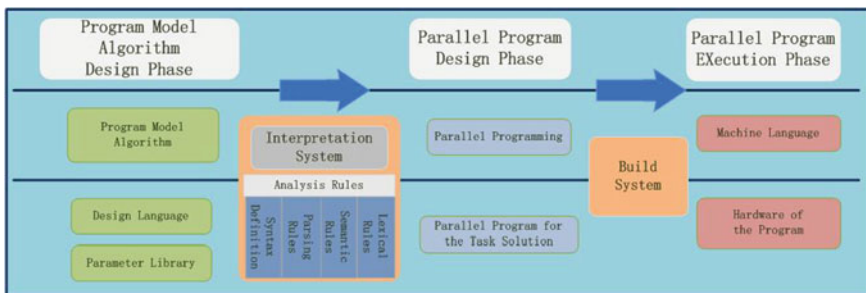 Program Model
Algorithm
Design Phase
Parallel Program
Design Phase
Parallel Program
EXecution Phase
Program Model
Algorithm
Interpretation
System
Analysis Rules
Syntax
Definition
Parsing
Rules
Semantic
Rules
Lexical
Rules
Parallel Programming
Build
System
Machine Language
Design Language
Parameter Library
Parallel Program for
the Task Solution
Hardware of
the Program